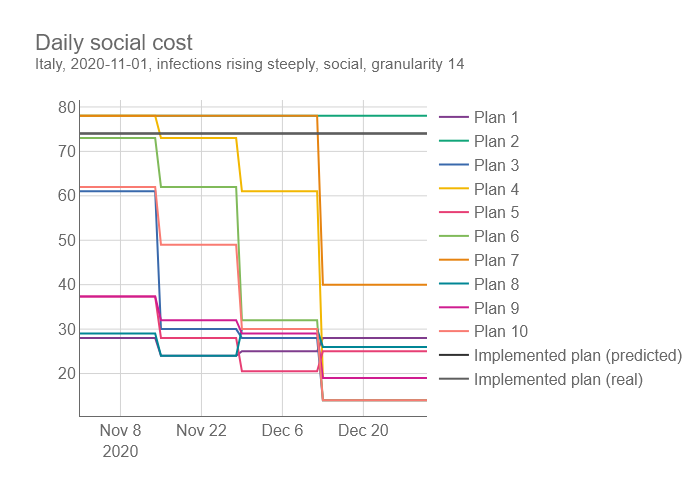 Daily social cost
Italy, 2020-11-01, infections rising steeply, social, granularity 14
80
70
60
50
40
30
20
Nov 8
2020
Nov 22
Dec 6
Dec 20
Plan 1
Plan 2
Plan 3
Plan 4
Plan 5
Plan 6
Plan 7
Plan 8
Plan 9
Plan 10
Implemented plan (predicted)
Implemented plan (real)